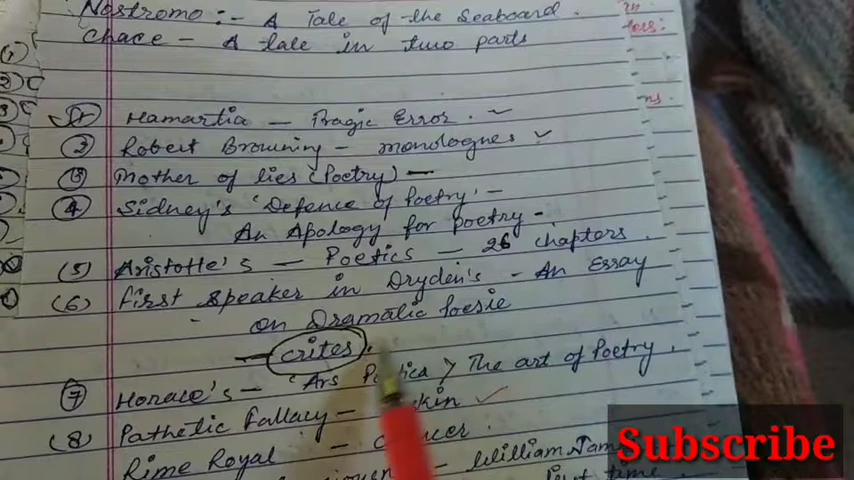 Nostromo :- A Tale of the Seaboard.
Chace - A tale in two parts
(1) Hamartia - Tragic Error.
(2) Robert Browning - monologues
(3) Mother of lies (Poetry) -
(4) Sidney's 'Defence of Poetry' -
An Apology for poetry -
(5) Aristotle's - Poetics - 26 chapters.
(6) first speaker in Dryden's - An Essay
on Dramatic Poesie
- crites.
(7) Horace's - 'Ars Poetica > The art of Poetry.
(8) Pathetic Fallacy - kin
Rime Royal -
William
Subscribe